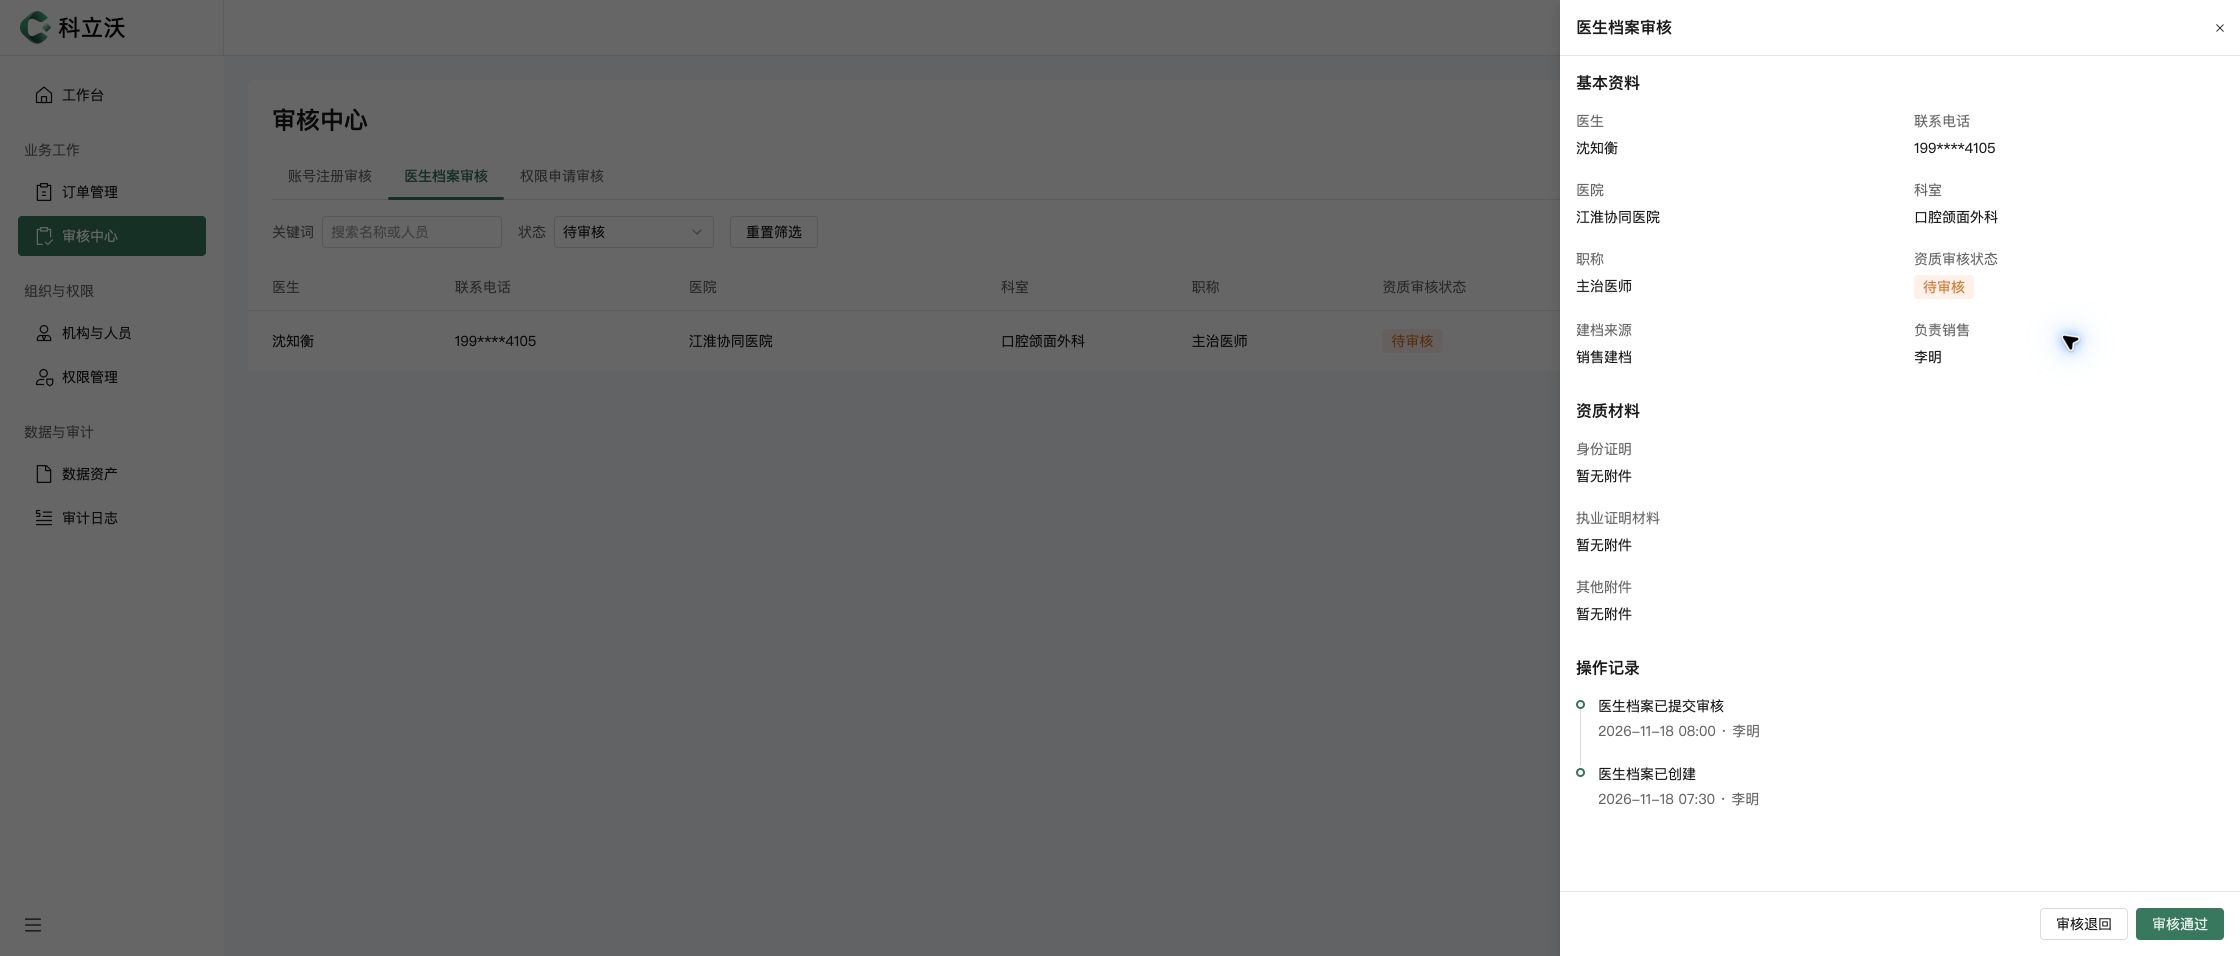 科立沃
工作台
业务工作
订单管理
审核中心
组织与权限
机构与人员
权限管理
数据与审计
数据资产
审计日志
审核中心
账号注册审核 医生档案审核 权限申请审核
关键词 搜索名称或人员 状态 待审核 重置筛选
医生 联系电话 医院 科室 职称 资质审核状态
沈知衡 199****4105 江淮协同医院 口腔颌面外科 主治医师 待审核
医生档案审核
基本资料
医生 联系电话
沈知衡 199****4105
医院 科室
江淮协同医院 口腔颌面外科
职称 资质审核状态
主治医师 待审核
建档来源 负责销售
销售建档 李明
资质材料
身份证明
暂无附件
执业证明材料
暂无附件
其他附件
暂无附件
操作记录
医生档案已提交审核
2026-11-18 08:00 · 李明
医生档案已创建
2026-11-18 07:30 · 李明
审核退回 审核通过